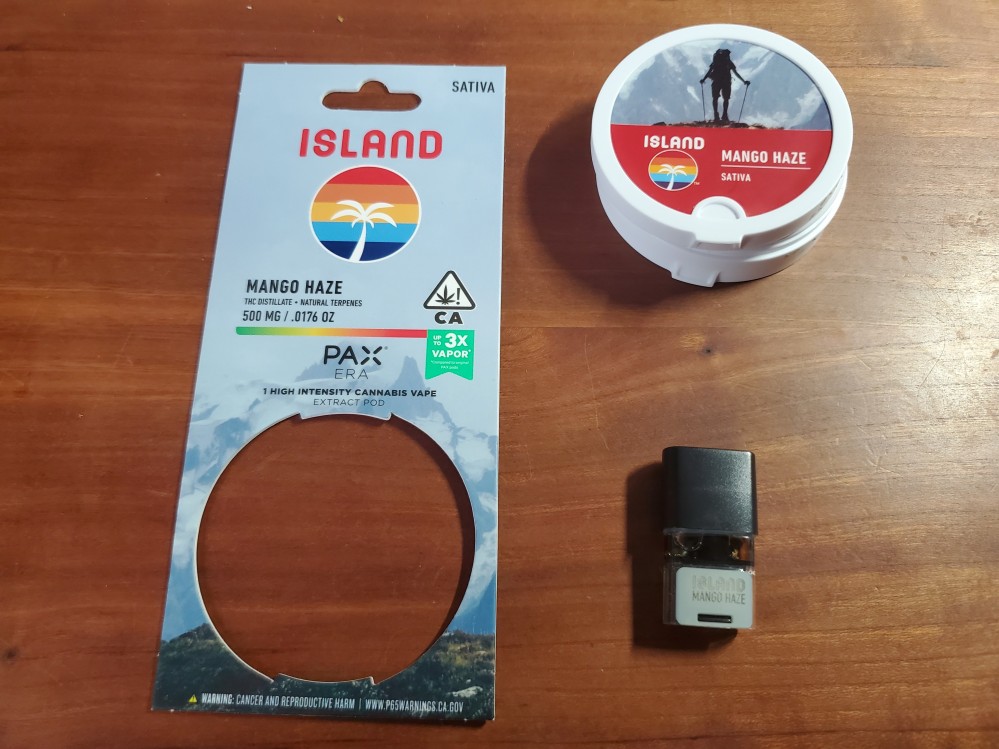 SATIVA
ISLAND
MANGO HAZE
THC DISTILLATE + NATURAL TERPENES
500 MG / .0176 OZ
CA
UP TO 3X
VAPOR*
PAX®
ERA
1 HIGH INTENSITY CANNABIS VAPE
EXTRACT POD
WARNING: CANCER AND REPRODUCTIVE HARM | WWW.P65WARNINGS.CA.GOV
ISLAND
MANGO HAZE
SATIVA
ISLAND
MANGO HAZE